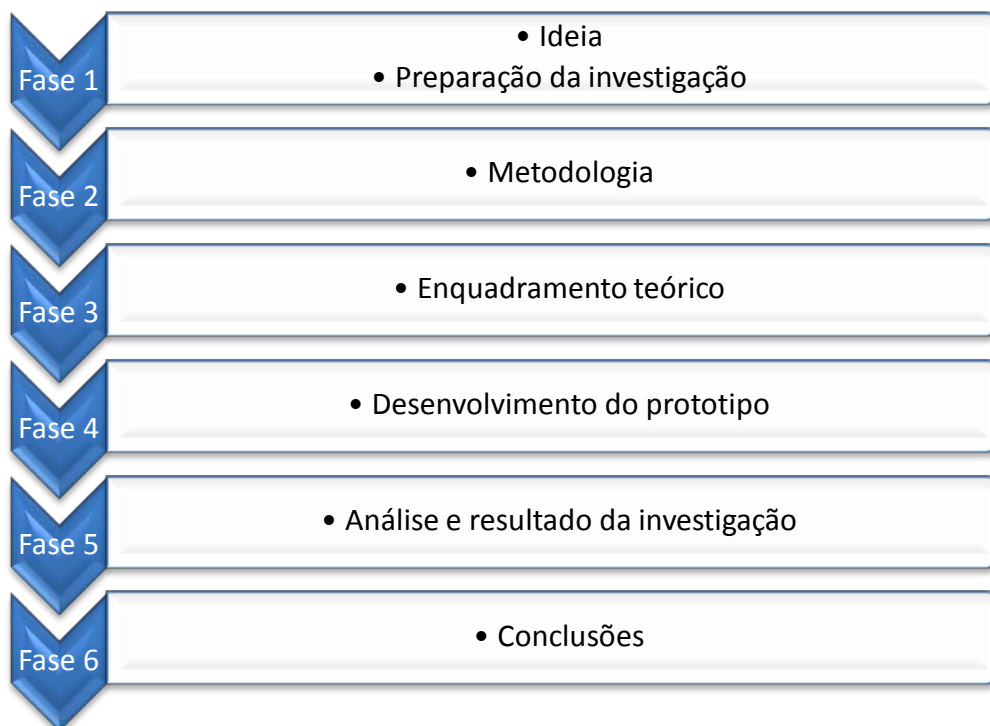 Fase 1
• Ideia
• Preparação da investigação
Fase 2
• Metodologia
Fase 3
• Enquadramento teórico
Fase 4
• Desenvolvimento do prototipo
Fase 5
• Análise e resultado da investigação
Fase 6
• Conclusões